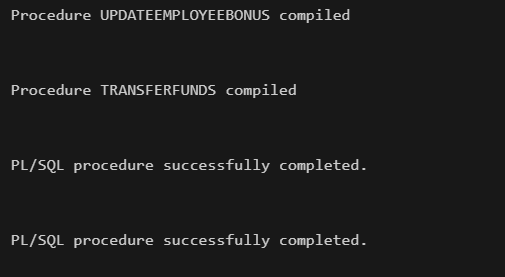 Procedure UPDATEEMPLOYEEBONUS compiled
Procedure TRANSFERFUNDS compiled
PL/SQL procedure successfully completed.
PL/SQL procedure successfully completed.